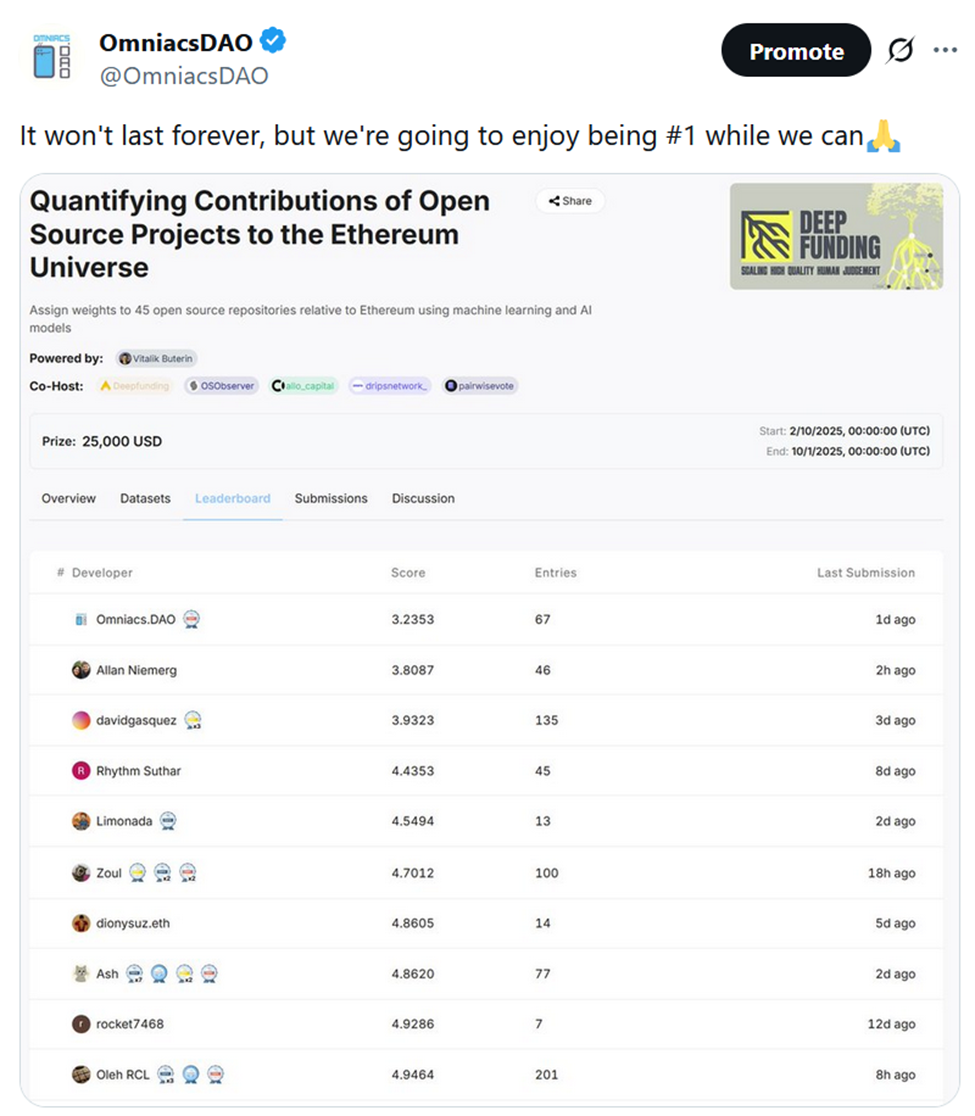 OMNIACS
DAO
OmniacsDAO
@OmniacsDAO
Promote
It won't last forever, but we're going to enjoy being #1 while we can🙏
Quantifying Contributions of Open
Source Projects to the Ethereum
Universe
Share
DEEP
FUNDING
SCALING HIGH QUALITY HUMAN JUDGEMENT
Assign weights to 45 open source repositories relative to Ethereum using machine learning and AI
models
Powered by: Vitalik Buterin
Co-Host: Deepfunding OSObserver allo_capital dripsnetwork_ pairwisevote
Prize: 25,000 USD
Start: 2/10/2025, 00:00:00 (UTC)
End: 10/1/2025, 00:00:00 (UTC)
Overview Datasets Leaderboard Submissions Discussion
# Developer Score Entries Last Submission
Omniacs.DAO 3.2353 67 1d ago
Allan Niemerg 3.8087 46 2h ago
davidgasquez x3 3.9323 135 3d ago
R Rhythm Suthar 4.4353 45 8d ago
Limonada 4.5494 13 2d ago
Zoul x2 x2 4.7012 100 18h ago
dionysuz.eth 4.8605 14 5d ago
Ash x7 x2 4.8620 77 2d ago
r rocket7468 4.9286 7 12d ago
Oleh RCL x3 4.9464 201 8h ago